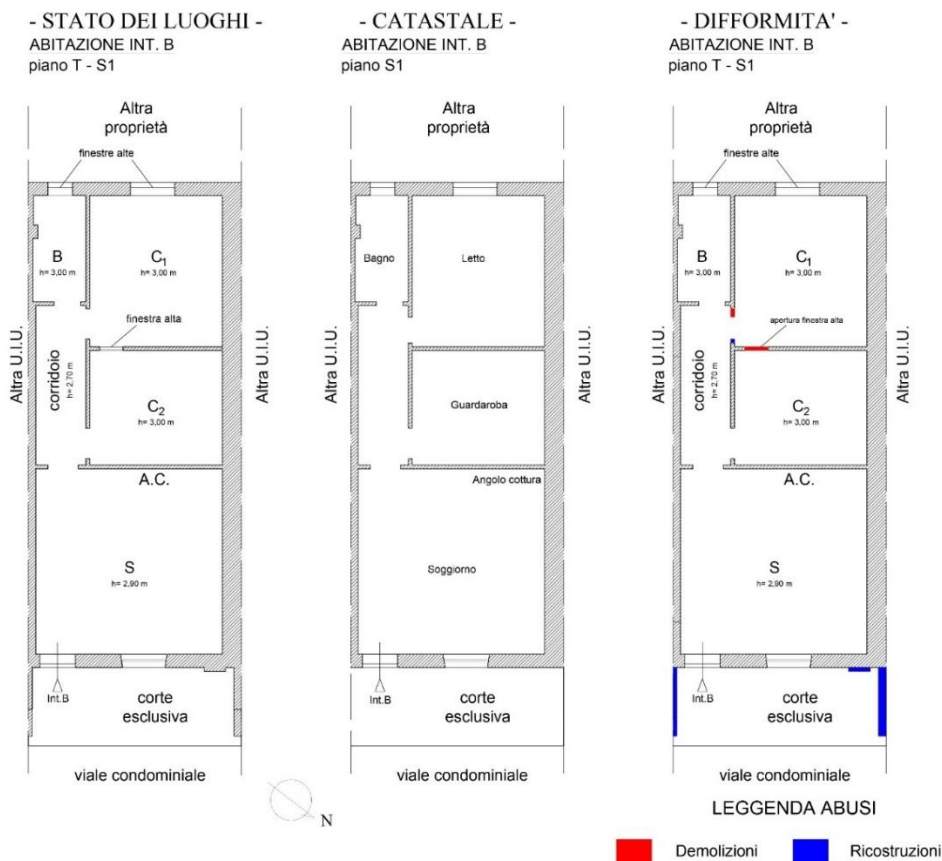 - STATO DEI LUOGHI -
ABITAZIONE INT. B
piano T - S1
Altra
proprietà
finestre alte
B
h= 3,00 m
C1
h= 3,00 m
finestra alta
Altra U.I.U.
corridoio
h= 2,70 m
Altra U.I.U.
C2
h= 3,00 m
A.C.
S
h= 2,90 m
Int.B
corte
esclusiva
viale condominiale
N
- CATASTALE -
ABITAZIONE INT. B
piano S1
Altra
proprietà
Bagno
Letto
Altra U.I.U.
Altra U.I.U.
Guardaroba
Angolo cottura
Soggiorno
Int.B
corte
esclusiva
viale condominiale
- DIFFORMITA' -
ABITAZIONE INT. B
piano T - S1
Altra
proprietà
finestre alte
B
h= 3,00 m
C1
h= 3,00 m
apertura finestra alta
Altra U.I.U.
corridoio
h= 2,70 m
Altra U.I.U.
C2
h= 3,00 m
A.C.
S
h= 2,90 m
Int.B
corte
esclusiva
viale condominiale
LEGGENDA ABUSI
Demolizioni
Ricostruzioni